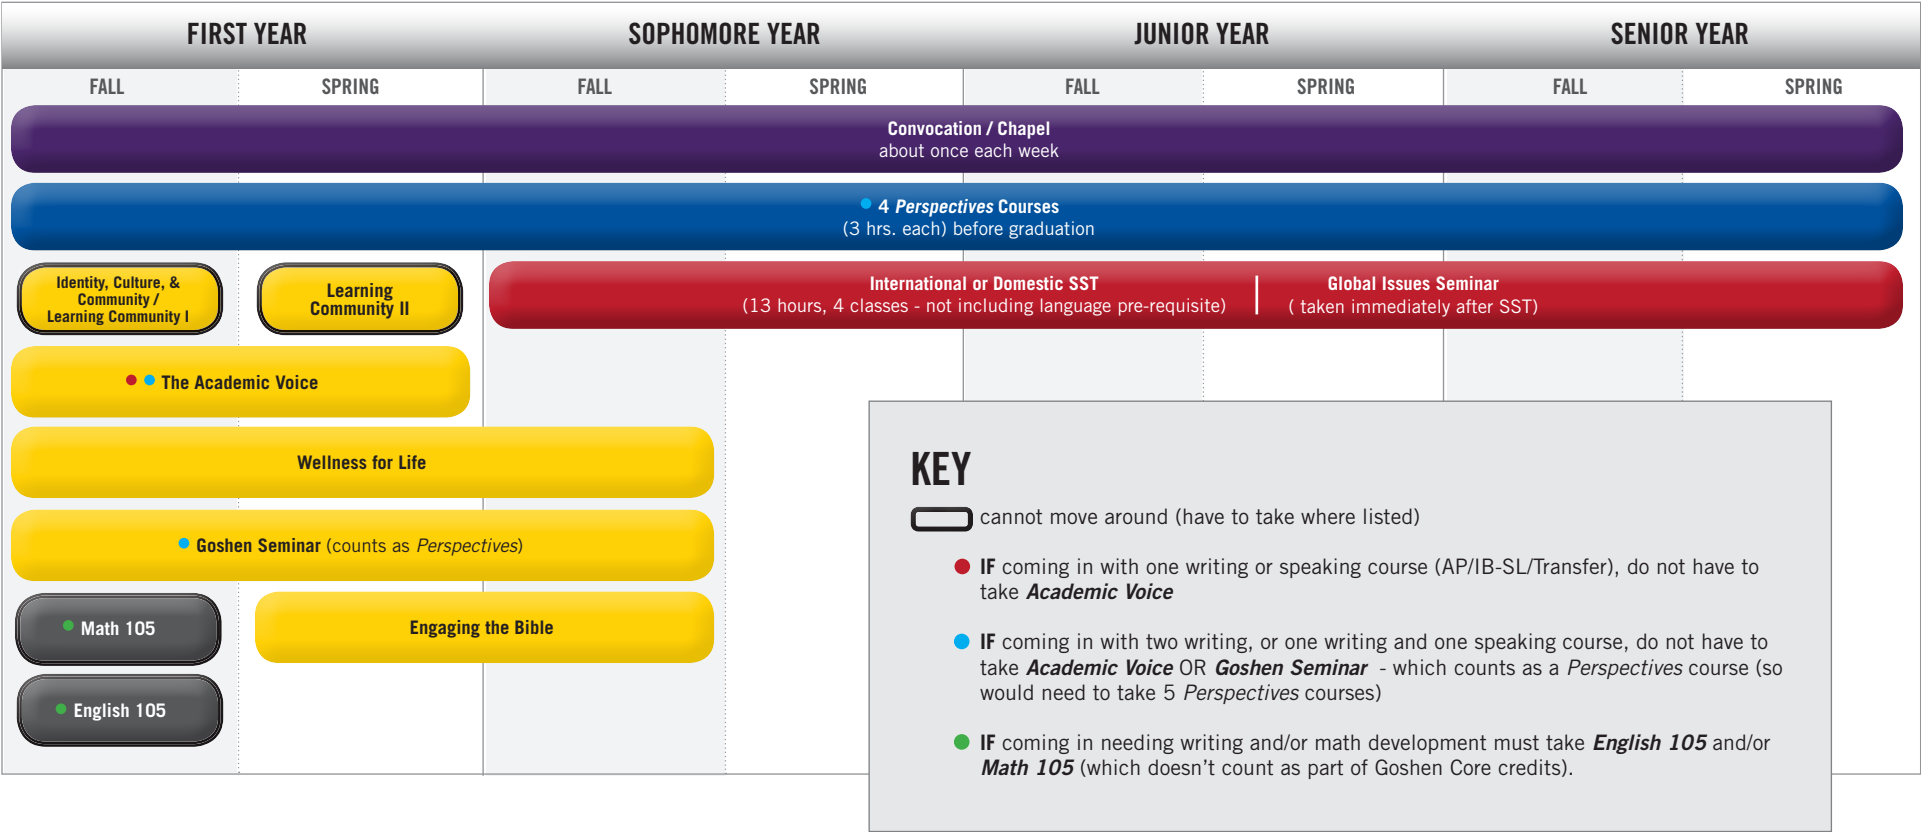 FIRST YEAR
SOPHOMORE YEAR
JUNIOR YEAR
SENIOR YEAR
FALL
SPRING
FALL
SPRING
FALL
SPRING
FALL
SPRING
Convocation / Chapel
about once each week
4 Perspectives Courses
(3 hrs. each) before graduation
Identity, Culture, &
Community /
Learning Community I
Learning
Community II
International or Domestic SST
(13 hours, 4 classes - not including language pre-requisite)
Global Issues Seminar
( taken immediately after SST)
The Academic Voice
Wellness for Life
Goshen Seminar (counts as Perspectives)
Math 105
Engaging the Bible
English 105
KEY
cannot move around (have to take where listed)
IF coming in with one writing or speaking course (AP/IB-SL/Transfer), do not have to
take Academic Voice
IF coming in with two writing, or one writing and one speaking course, do not have to
take Academic Voice OR Goshen Seminar - which counts as a Perspectives course (so
would need to take 5 Perspectives courses)
IF coming in needing writing and/or math development must take English 105 and/or
Math 105 (which doesn't count as part of Goshen Core credits).